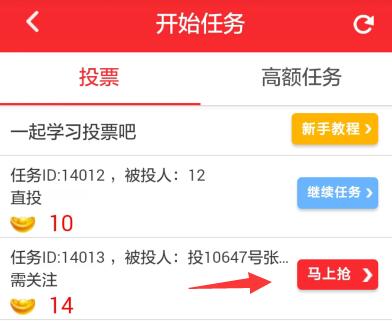 开始任务
投票 高额任务
一起学习投票吧 新手教程
任务ID:14012 ，被投人：12
直投 继续任务
10
任务ID:14013 ，被投人：投10647号张...
需关注 马上抢
14